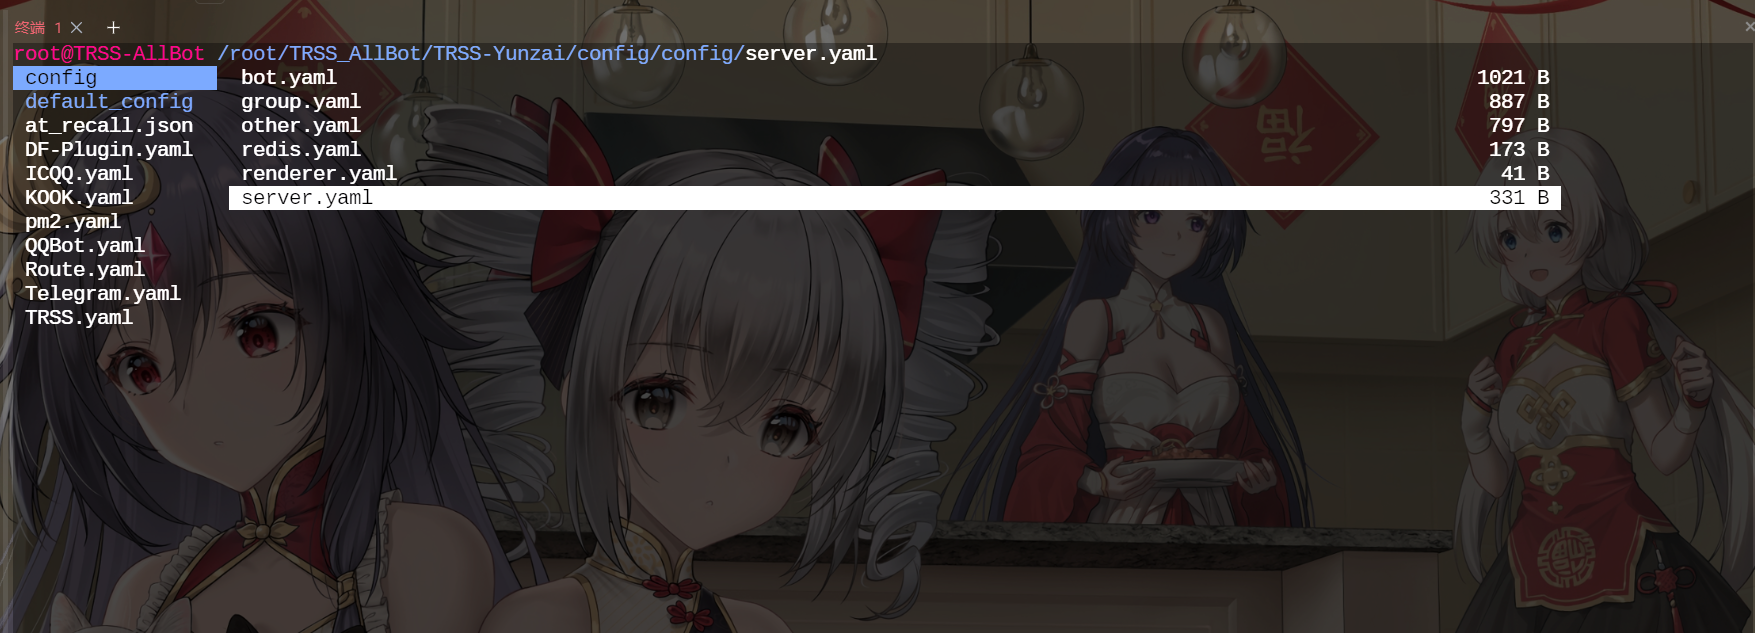 终端 1
root@TRSS-AllBot /root/TRSS_AllBot/TRSS-Yunzai/config/config/server.yaml
config bot.yaml 1021 B
default_config group.yaml 887 B
at_recall.json other.yaml 797 B
DF-Plugin.yaml redis.yaml 173 B
ICQQ.yaml renderer.yaml 41 B
KOOK.yaml server.yaml 331 B
pm2.yaml
QQBot.yaml
Route.yaml
Telegram.yaml
TRSS.yaml
福